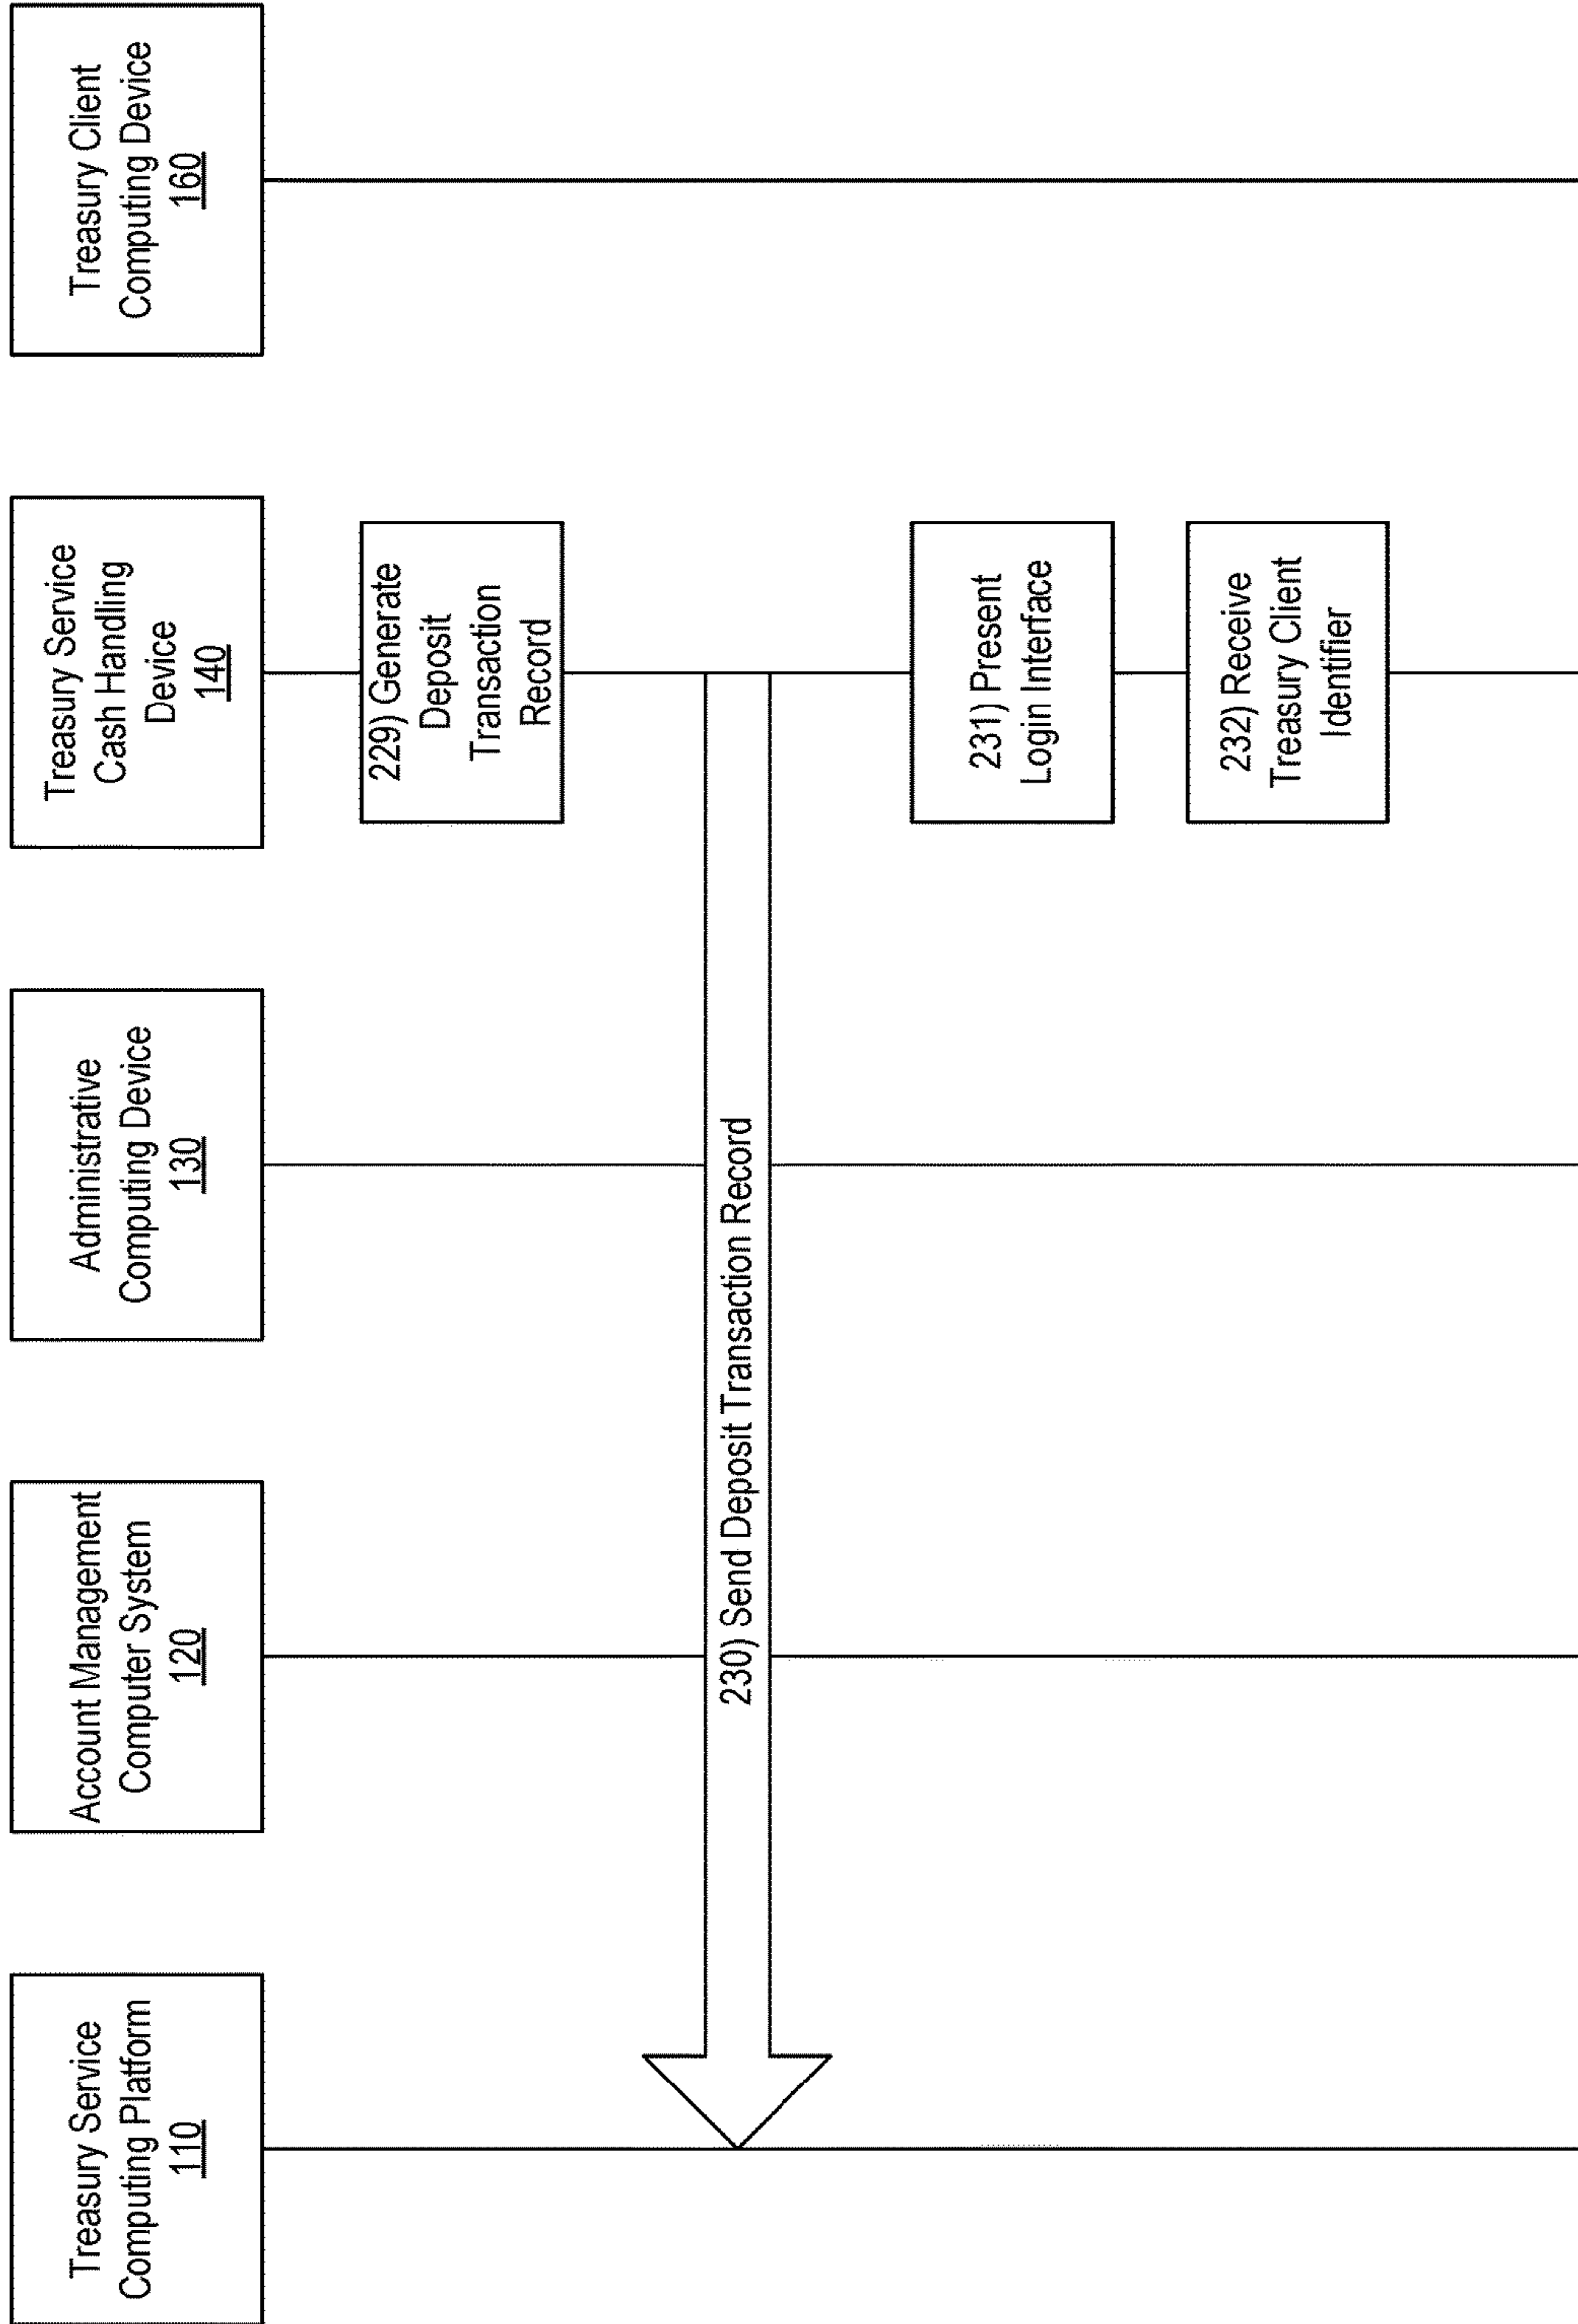 Treasury Service
Computing Platform
110
Account Management
Computer System
120
Administrative
Computing Device
130
Treasury Service
Cash Handling
Device
140
Treasury Client
Computing Device
160
229) Generate
Deposit
Transaction
Record
230) Send Deposit Transaction Record
231) Present
Login Interface
232) Receive
Treasury Client
Identifier